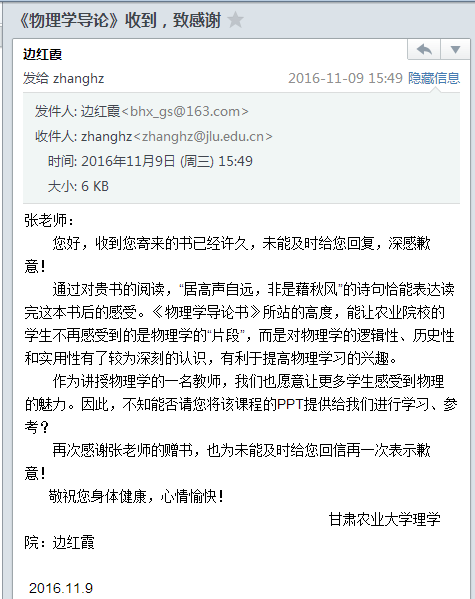 《物理学导论》收到，致感谢
边红霞
发给 zhanghz 2016-11-09 15:49 隐藏信息
发件人: 边红霞<bhx_gs@163.com>
收件人: zhanghz<zhanghz@jlu.edu.cn>
时间: 2016年11月9日 (周三) 15:49
大小: 6 KB
张老师：
您好，收到您寄来的书已经许久，未能及时给您回复，深感歉
意！
通过对贵书的阅读，“居高声自远，非是藉秋风”的诗句恰能表达读
完这本书后的感受。《物理学导论书》所站的高度，能让农业院校的
学生不再感受到的是物理学的“片段”，而是对物理学的逻辑性、历史性
和实用性有了较为深刻的认识，有利于提高物理学习的兴趣。
作为讲授物理学的一名教师，我们也愿意让更多学生感受到物理
的魅力。因此，不知能否请您将该课程的PPT提供给我们进行学习、参
考？
再次感谢张老师的赠书，也为未能及时给您回信再一次表示歉
意！
敬祝您身体健康，心情愉快！
甘肃农业大学理学
院：边红霞
2016.11.9